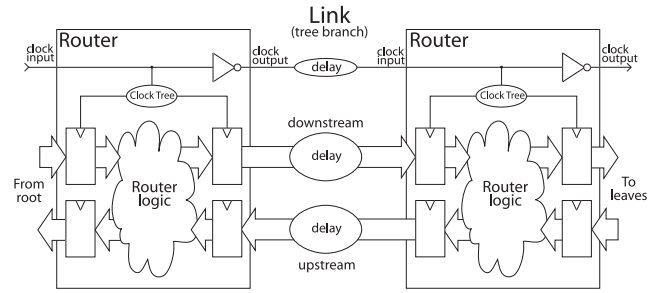 Link
(tree branch)
Router
Router
clock
input
clock
output
delay
clock
input
clock
output
Clock Tree
Clock Tree
downstream
delay
From
root
Router
logic
Router
logic
To
leaves
delay
upstream